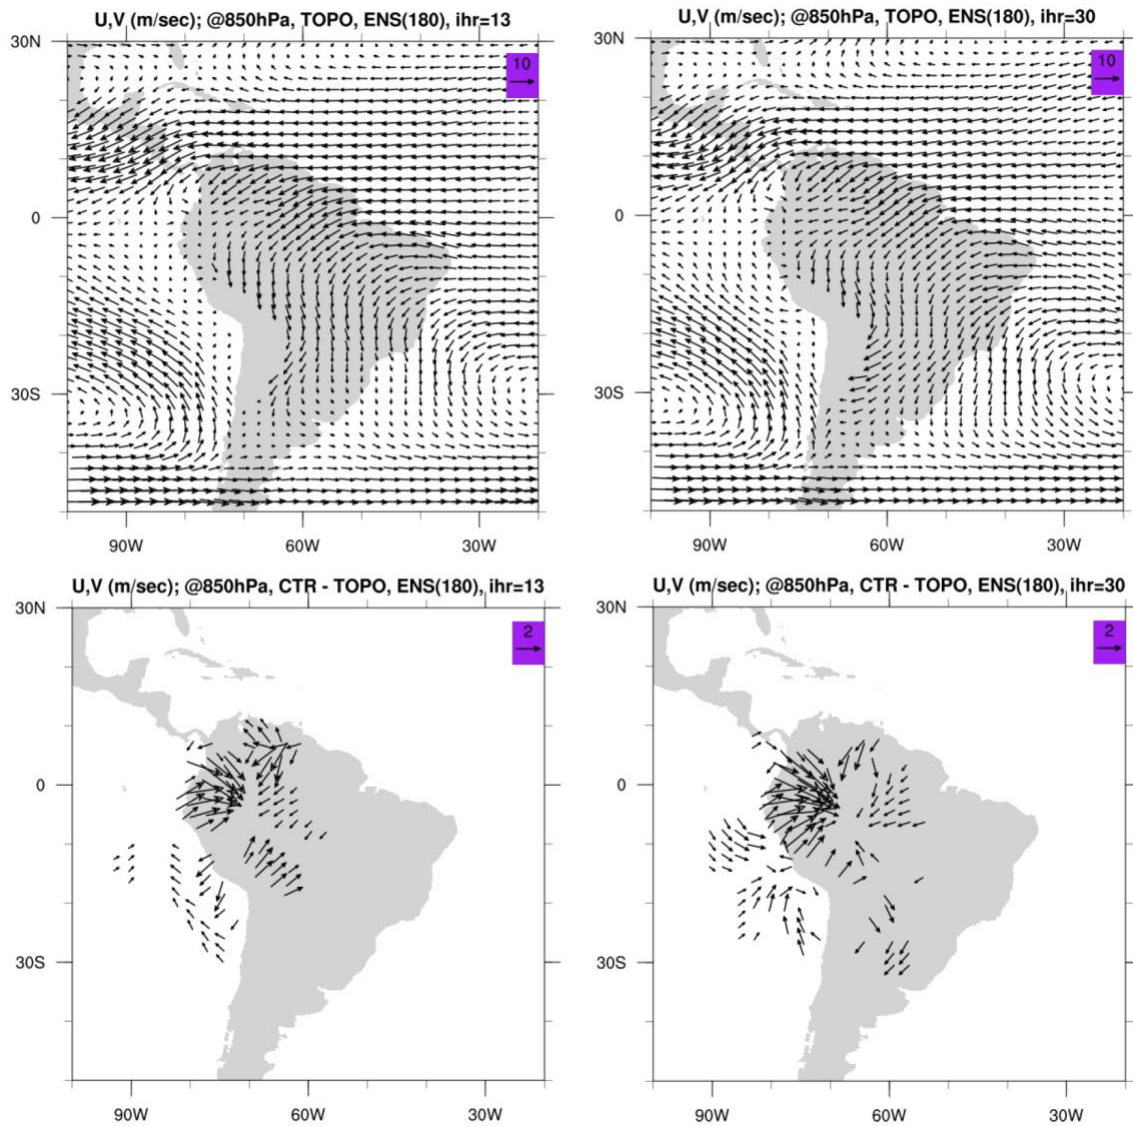 U,V (m/sec); @850hPa, TOPO, ENS(180), ihr=13
30N
10
0
30S
90W 60W 30W
U,V (m/sec); @850hPa, TOPO, ENS(180), ihr=30
30N
10
0
30S
90W 60W 30W
U,V (m/sec); @850hPa, CTR - TOPO, ENS(180), ihr=13
30N
2
0
30S
90W 60W 30W
U,V (m/sec); @850hPa, CTR - TOPO, ENS(180), ihr=30
30N
2
0
30S
90W 60W 30W